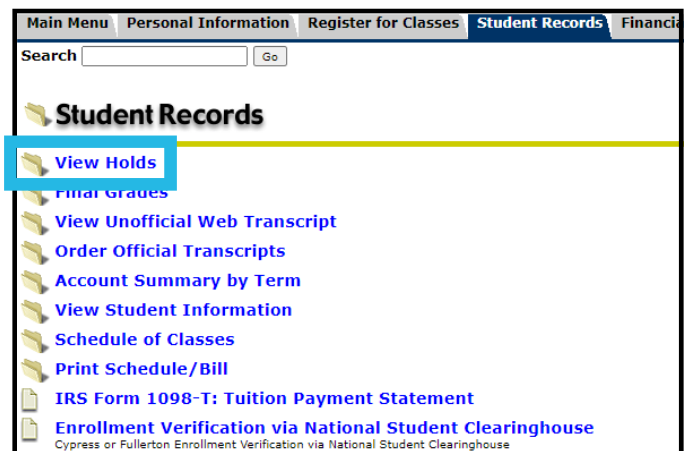 Main Menu Personal Information Register for Classes Student Records Financia
Search Go
Student Records
View Holds
Final Grades
View Unofficial Web Transcript
Order Official Transcripts
Account Summary by Term
View Student Information
Schedule of Classes
Print Schedule/Bill
IRS Form 1098-T: Tuition Payment Statement
Enrollment Verification via National Student Clearinghouse
Cypress or Fullerton Enrollment Verification via National Student Clearinghouse